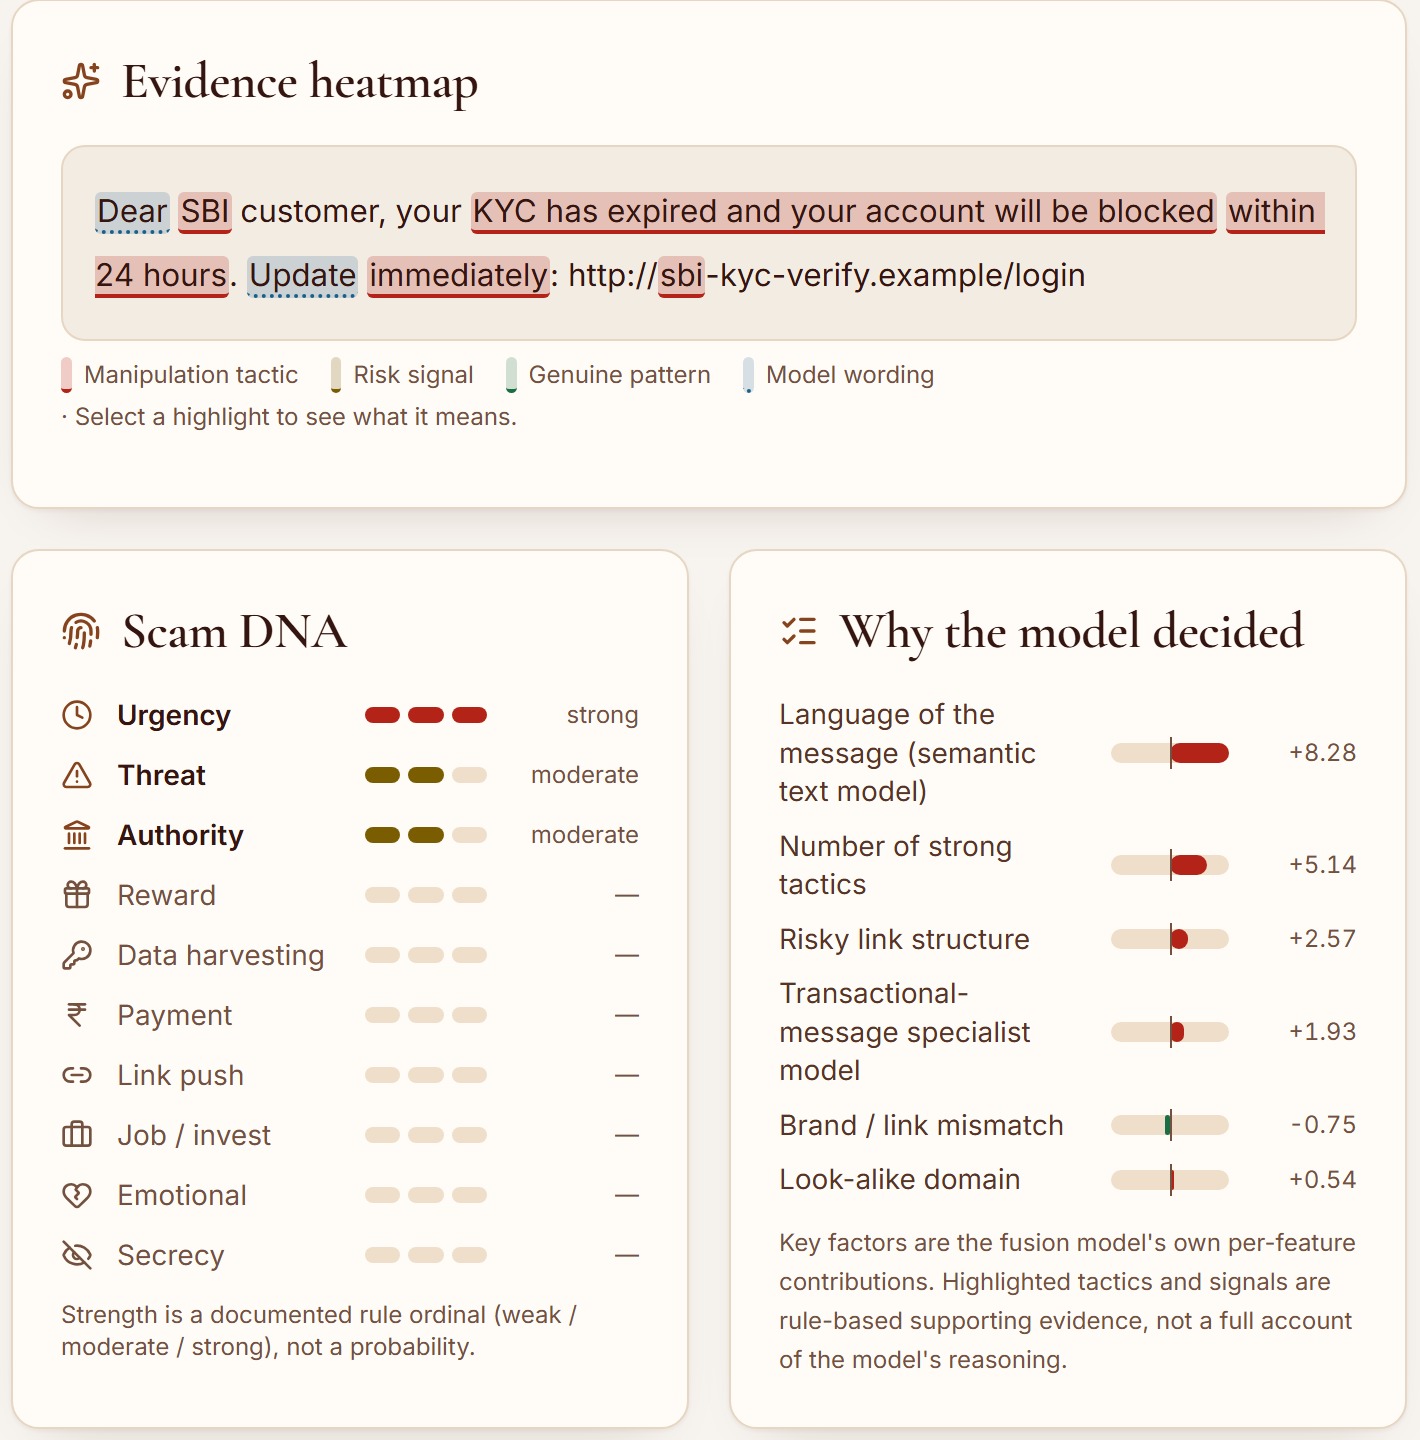 Evidence heatmap
Dear SBI customer, your KYC has expired and your account will be blocked within
24 hours. Update immediately: http://sbi-kyc-verify.example/login
Manipulation tactic Risk signal Genuine pattern Model wording
· Select a highlight to see what it means.
Scam DNA
Urgency strong
Threat moderate
Authority moderate
Reward —
Data harvesting —
Payment —
Link push —
Job / invest —
Emotional —
Secrecy —
Strength is a documented rule ordinal (weak /
moderate / strong), not a probability.
Why the model decided
Language of the
message (semantic +8.28
text model)
Number of strong
tactics +5.14
Risky link structure +2.57
Transactional-
message specialist +1.93
model
Brand / link mismatch -0.75
Look-alike domain +0.54
Key factors are the fusion model's own per-feature
contributions. Highlighted tactics and signals are
rule-based supporting evidence, not a full account
of the model's reasoning.